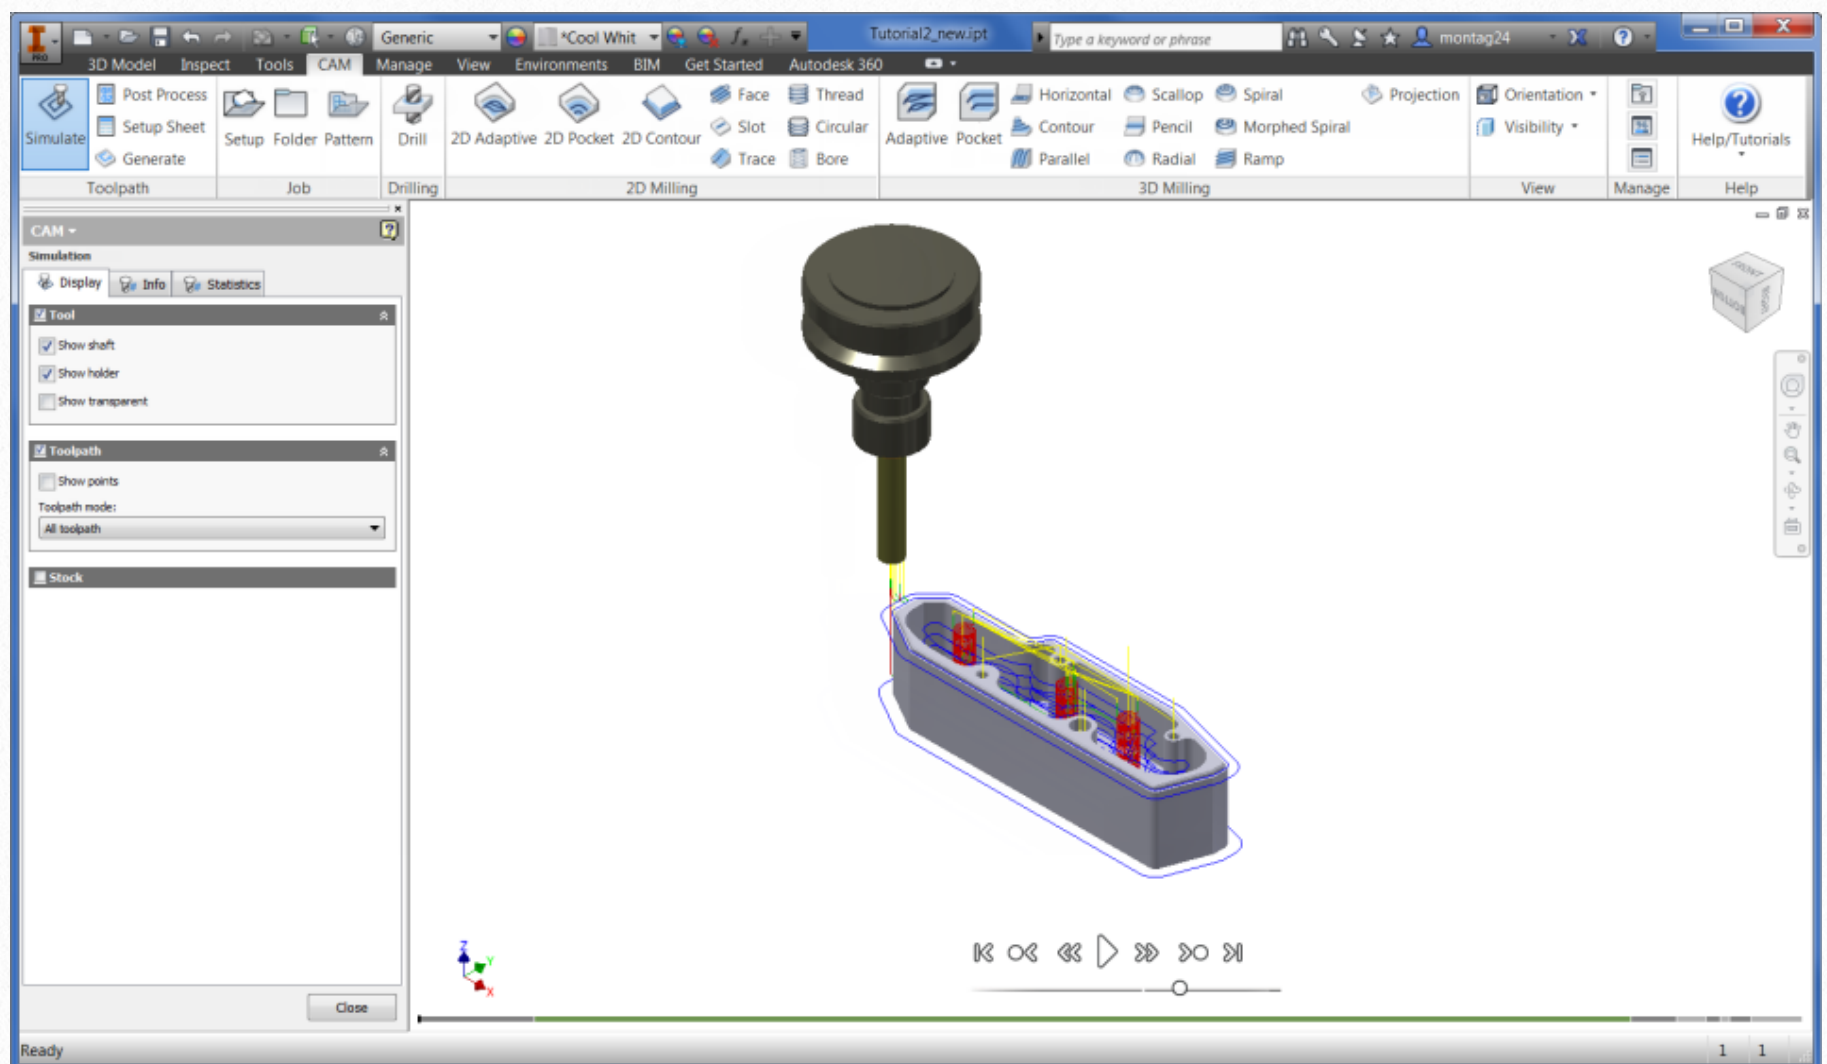 PRO
Generic
*Cool Whit
Tutorial2_new.ipt
Type a keyword or phrase
montag24
3D Model Inspect Tools CAM Manage View Environments BIM Get Started Autodesk 360
Simulate
Post Process
Setup Sheet
Generate
Toolpath
Setup Folder Pattern
Job
Drill
Drilling
2D Adaptive 2D Pocket 2D Contour
Face Thread
Slot Circular
Trace Bore
2D Milling
Adaptive Pocket
Horizontal Scallop Spiral Projection
Contour Pencil Morphed Spiral
Parallel Radial Ramp
3D Milling
Orientation
Visibility
View
Manage
Help/Tutorials
Help
CAM
Simulation
Display Info Statistics
Tool
Show shaft
Show holder
Show transparent
Toolpath
Show points
Toolpath mode:
All toolpath
Stock
Close
FRONT
BOTTOM
RIGHT
Z
Y
X
Ready
1 1